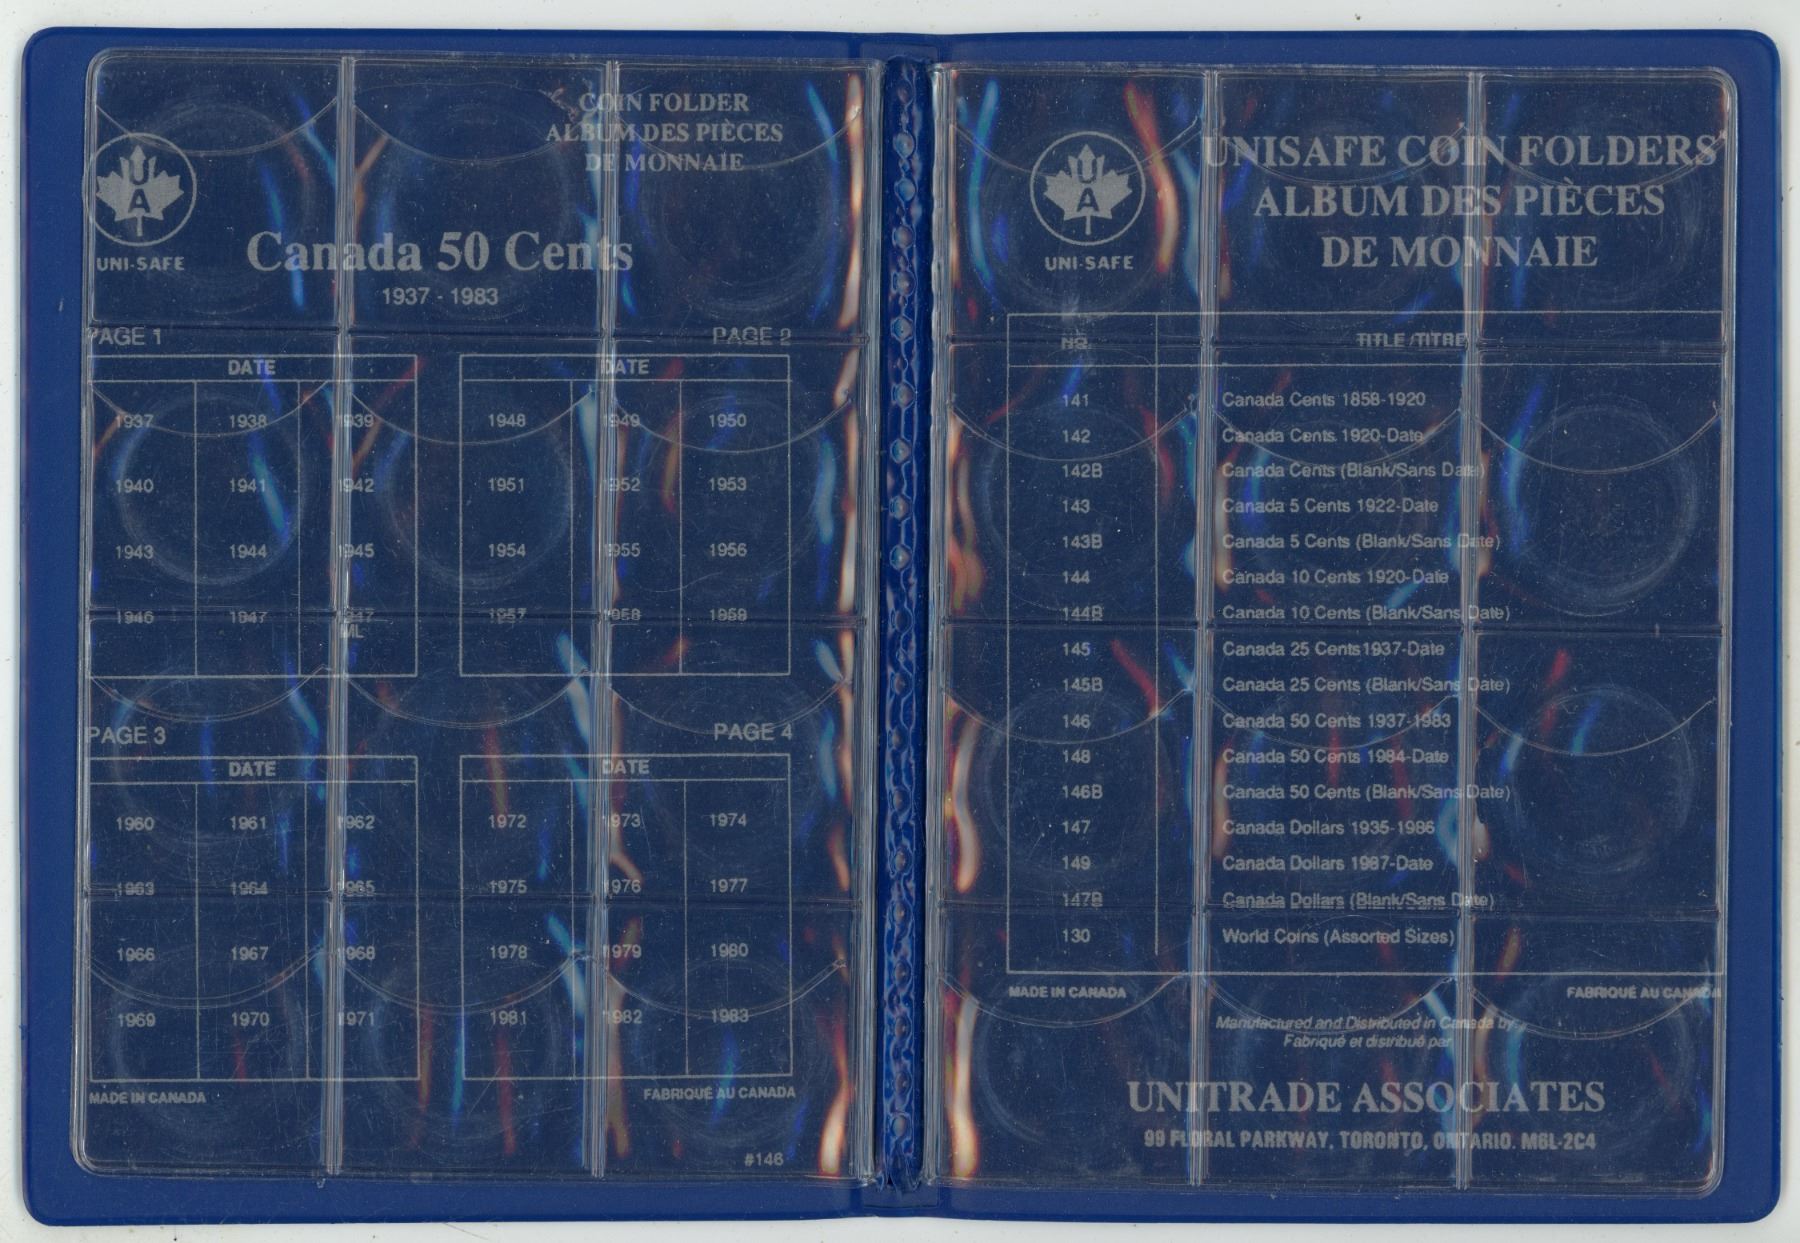 COIN FOLDER
ALBUM DES PIÈCES
DE MONNAIE
U
A
UNI-SAFE
Canada 50 Cents
1937 - 1983
PAGE 1
DATE
1937 1938 1939
1940 1941 1942
1943 1944 1945
1946 1947 1947
ML
PAGE 2
DATE
1948 1949 1950
1951 1952 1953
1954 1955 1956
1957 1958 1959
PAGE 3
DATE
1960 1961 1962
1963 1964 1965
1966 1967 1968
1969 1970 1971
PAGE 4
DATE
1972 1973 1974
1975 1976 1977
1978 1979 1980
1981 1982 1983
MADE IN CANADA
FABRIQUÉ AU CANADA
#146
U
A
UNI-SAFE
UNISAFE COIN FOLDERS
ALBUM DES PIÈCES
DE MONNAIE
NO. TITLE/TITRE
141 Canada Cents 1858-1920
142 Canada Cents 1920-Date
142B Canada Cents (Blank/Sans Date)
143 Canada 5 Cents 1922-Date
143B Canada 5 Cents (Blank/Sans Date)
144 Canada 10 Cents 1920-Date
144B Canada 10 Cents (Blank/Sans Date)
145 Canada 25 Cents 1937-Date
145B Canada 25 Cents (Blank/Sans Date)
146 Canada 50 Cents 1937-1983
148 Canada 50 Cents 1984-Date
146B Canada 50 Cents (Blank/Sans Date)
147 Canada Dollars 1935-1986
149 Canada Dollars 1987-Date
147B Canada Dollars (Blank/Sans Date)
130 World Coins (Assorted Sizes)
MADE IN CANADA
FABRIQUÉ AU CANADA
Manufactured and Distributed in Canada by:
Fabriqué et distribué par
UNITRADE ASSOCIATES
99 FLORAL PARKWAY, TORONTO, ONTARIO. M6L-2C4